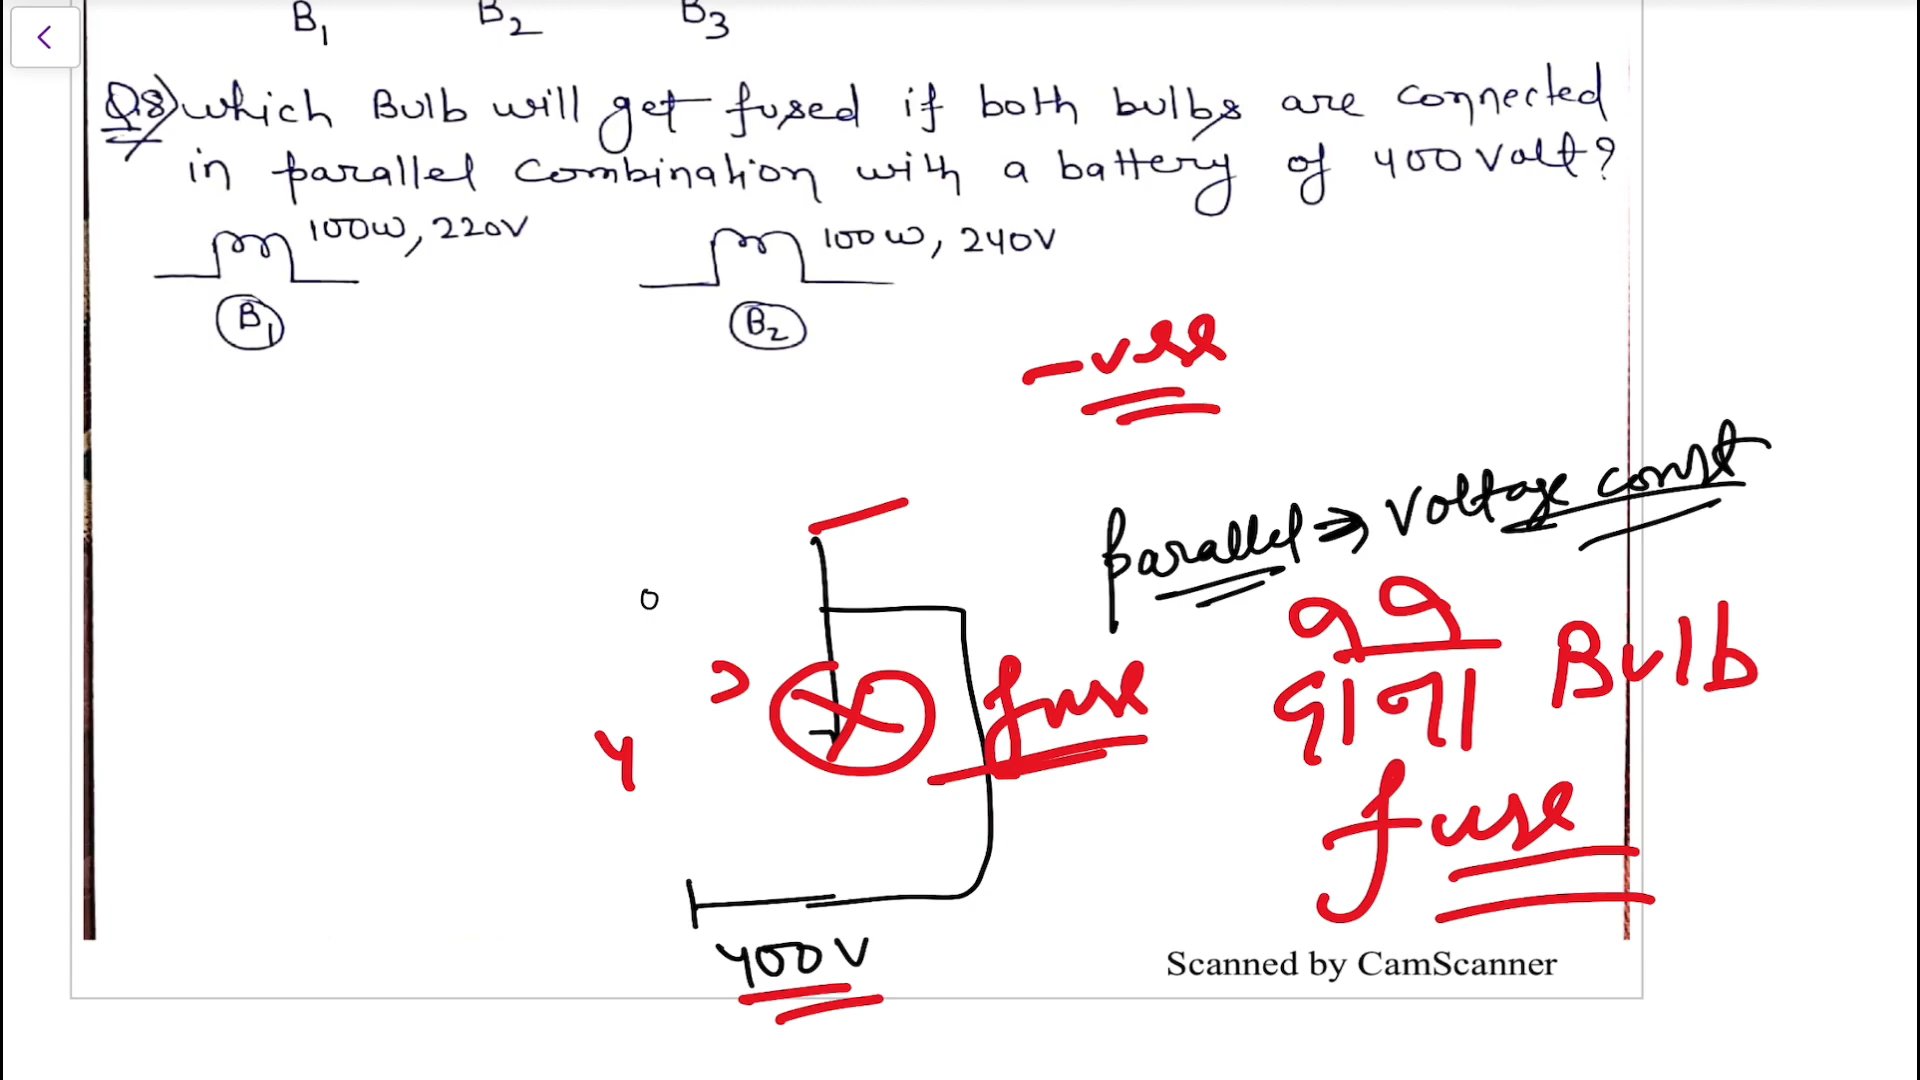 B1 B2 B3
Q.8) which Bulb will get fused if both bulbs are connected
in parallel combination with a battery of 400 Volt?
100W, 220V 100W, 240V
B1 B2
-vee
parallel ⇒ Voltage const
Bulb
fuse
fuse
400V
Scanned by CamScanner